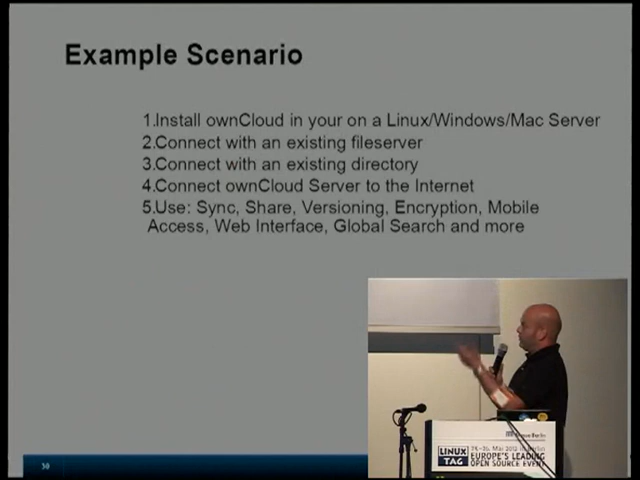 Example Scenario
1.Install ownCloud in your on a Linux/Windows/Mac Server
2.Connect with an existing fileserver
3.Connect with an existing directory
4.Connect ownCloud Server to the Internet
5.Use: Sync, Share, Versioning, Encryption, Mobile
Access, Web Interface, Global Search and more
30
LINUX
TAG
EUROPE'S LEADING
OPEN SOURCE EVENT